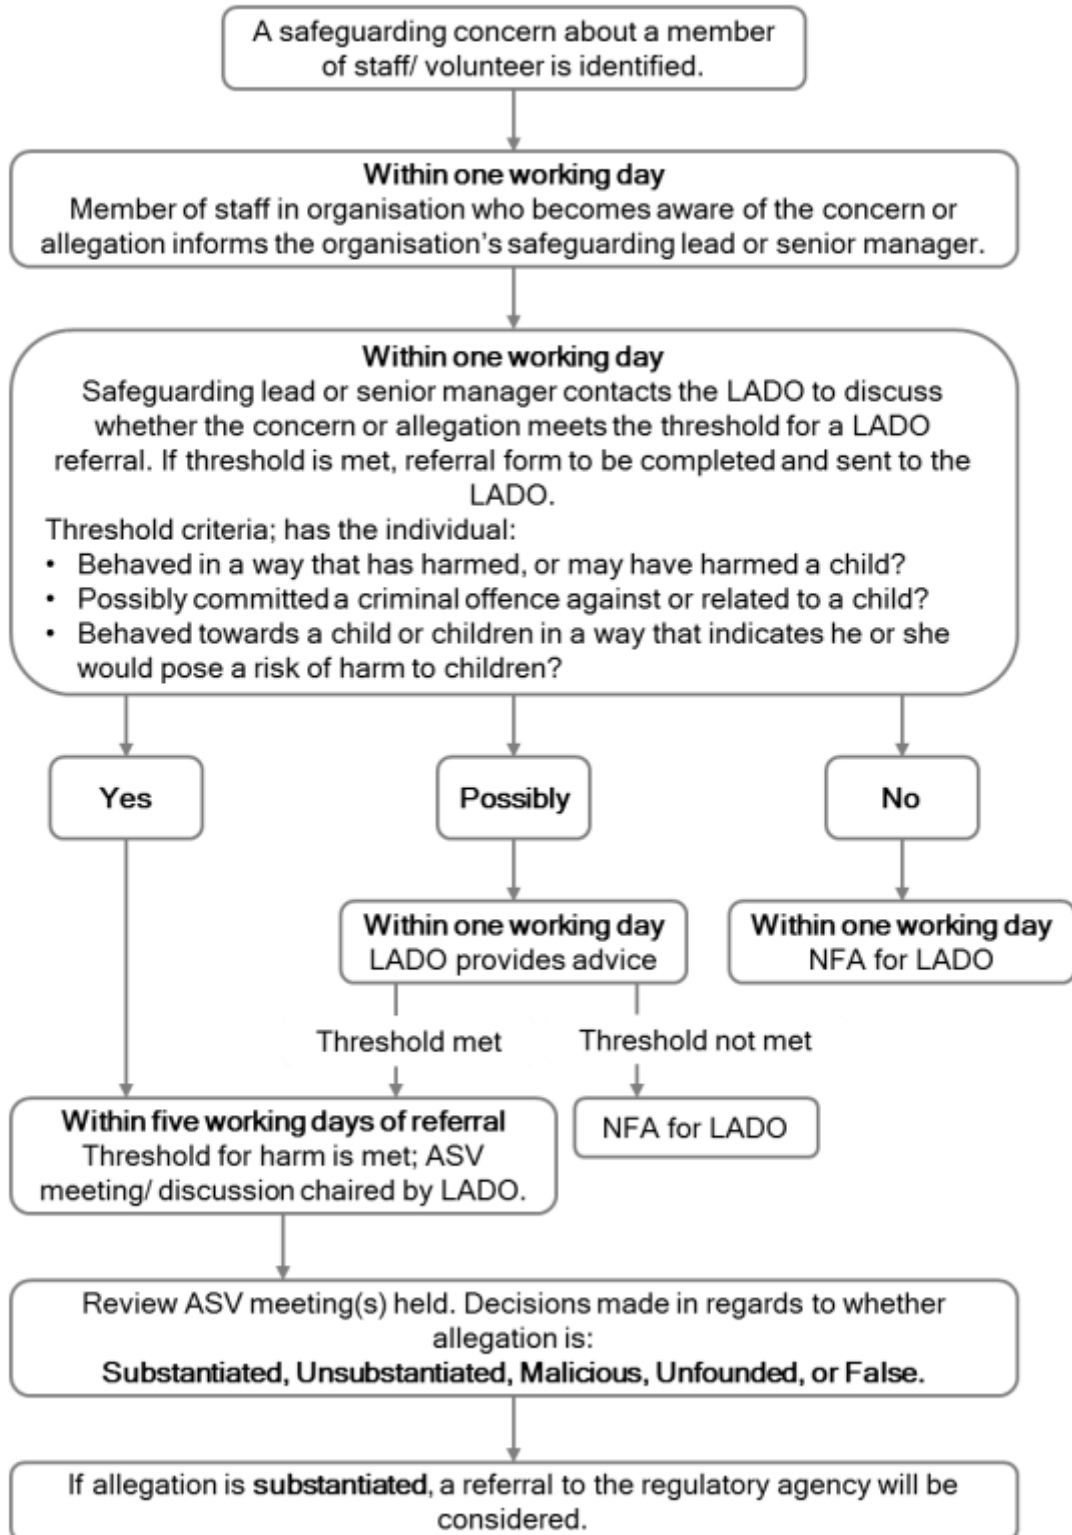 A safeguarding concern about a member
of staff/ volunteer is identified.
Within one working day
Member of staff in organisation who becomes aware of the concern or
allegation informs the organisation's safeguarding lead or senior manager.
Within one working day
Safeguarding lead or senior manager contacts the LADO to discuss
whether the concern or allegation meets the threshold for a LADO
referral. If threshold is met, referral form to be completed and sent to the
LADO.
Threshold criteria; has the individual:
• Behaved in a way that has harmed, or may have harmed a child?
• Possibly committed a criminal offence against or related to a child?
• Behaved towards a child or children in a way that indicates he or she
would pose a risk of harm to children?
Yes
Possibly
No
Within one working day
LADO provides advice
Within one working day
NFA for LADO
Threshold met
Threshold not met
Within five working days of referral
Threshold for harm is met; ASV
meeting/ discussion chaired by LADO.
NFA for LADO
Review ASV meeting(s) held. Decisions made in regards to whether
allegation is:
Substantiated, Unsubstantiated, Malicious, Unfounded, or False.
If allegation is substantiated, a referral to the regulatory agency will be
considered.